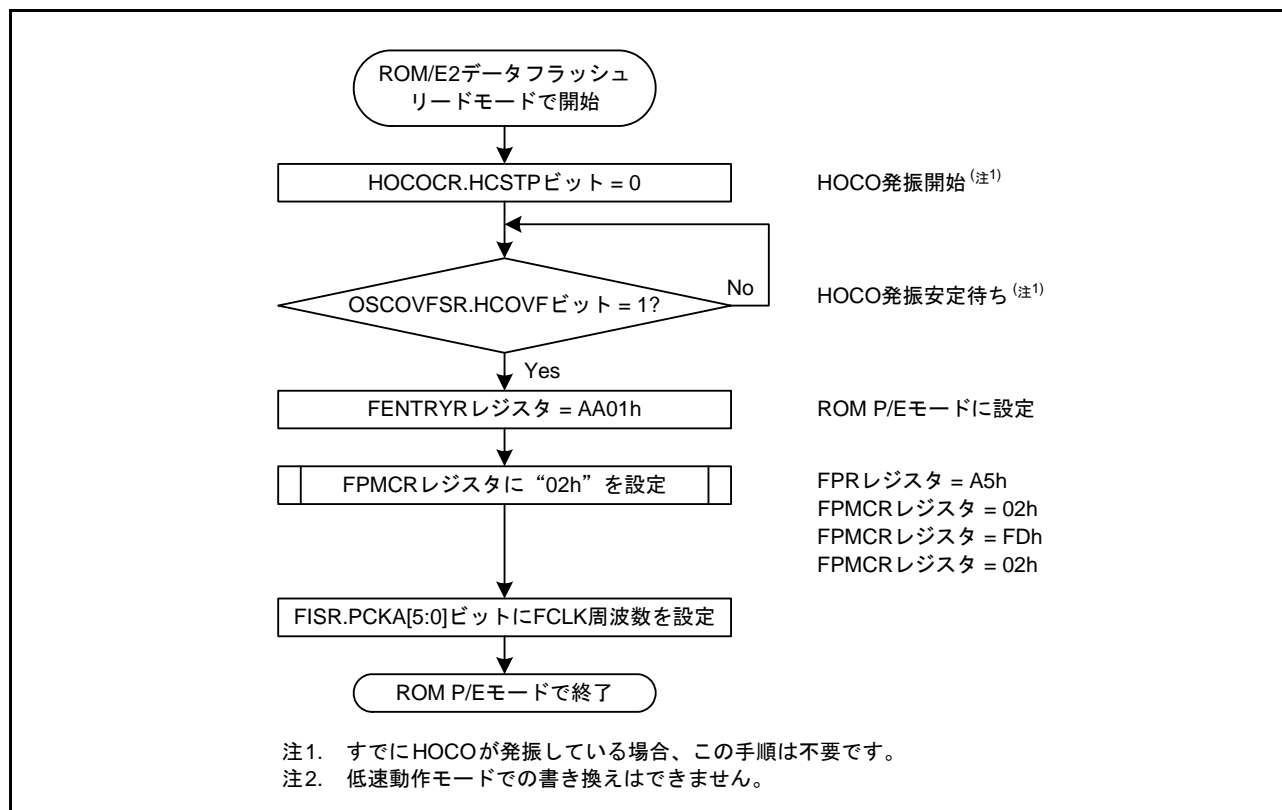 ROM/E2データフラッシュ
リードモードで開始
HOCOCR.HCSTPビット = 0
HOCO発振開始 (注1)
OSCOVFSR.HCOVFビット = 1?
No
HOCO発振安定待ち (注1)
Yes
FENTRYRレジスタ = AA01h
ROM P/Eモードに設定
FPMCRレジスタに“02h”を設定
FPRレジスタ = A5h
FPMCRレジスタ = 02h
FPMCRレジスタ = FDh
FPMCRレジスタ = 02h
FISR.PCKA[5:0]ビットにFCLK周波数を設定
ROM P/Eモードで終了
注1. すでにHOCOが発振している場合、この手順は不要です。
注2. 低速動作モードでの書き換えはできません。